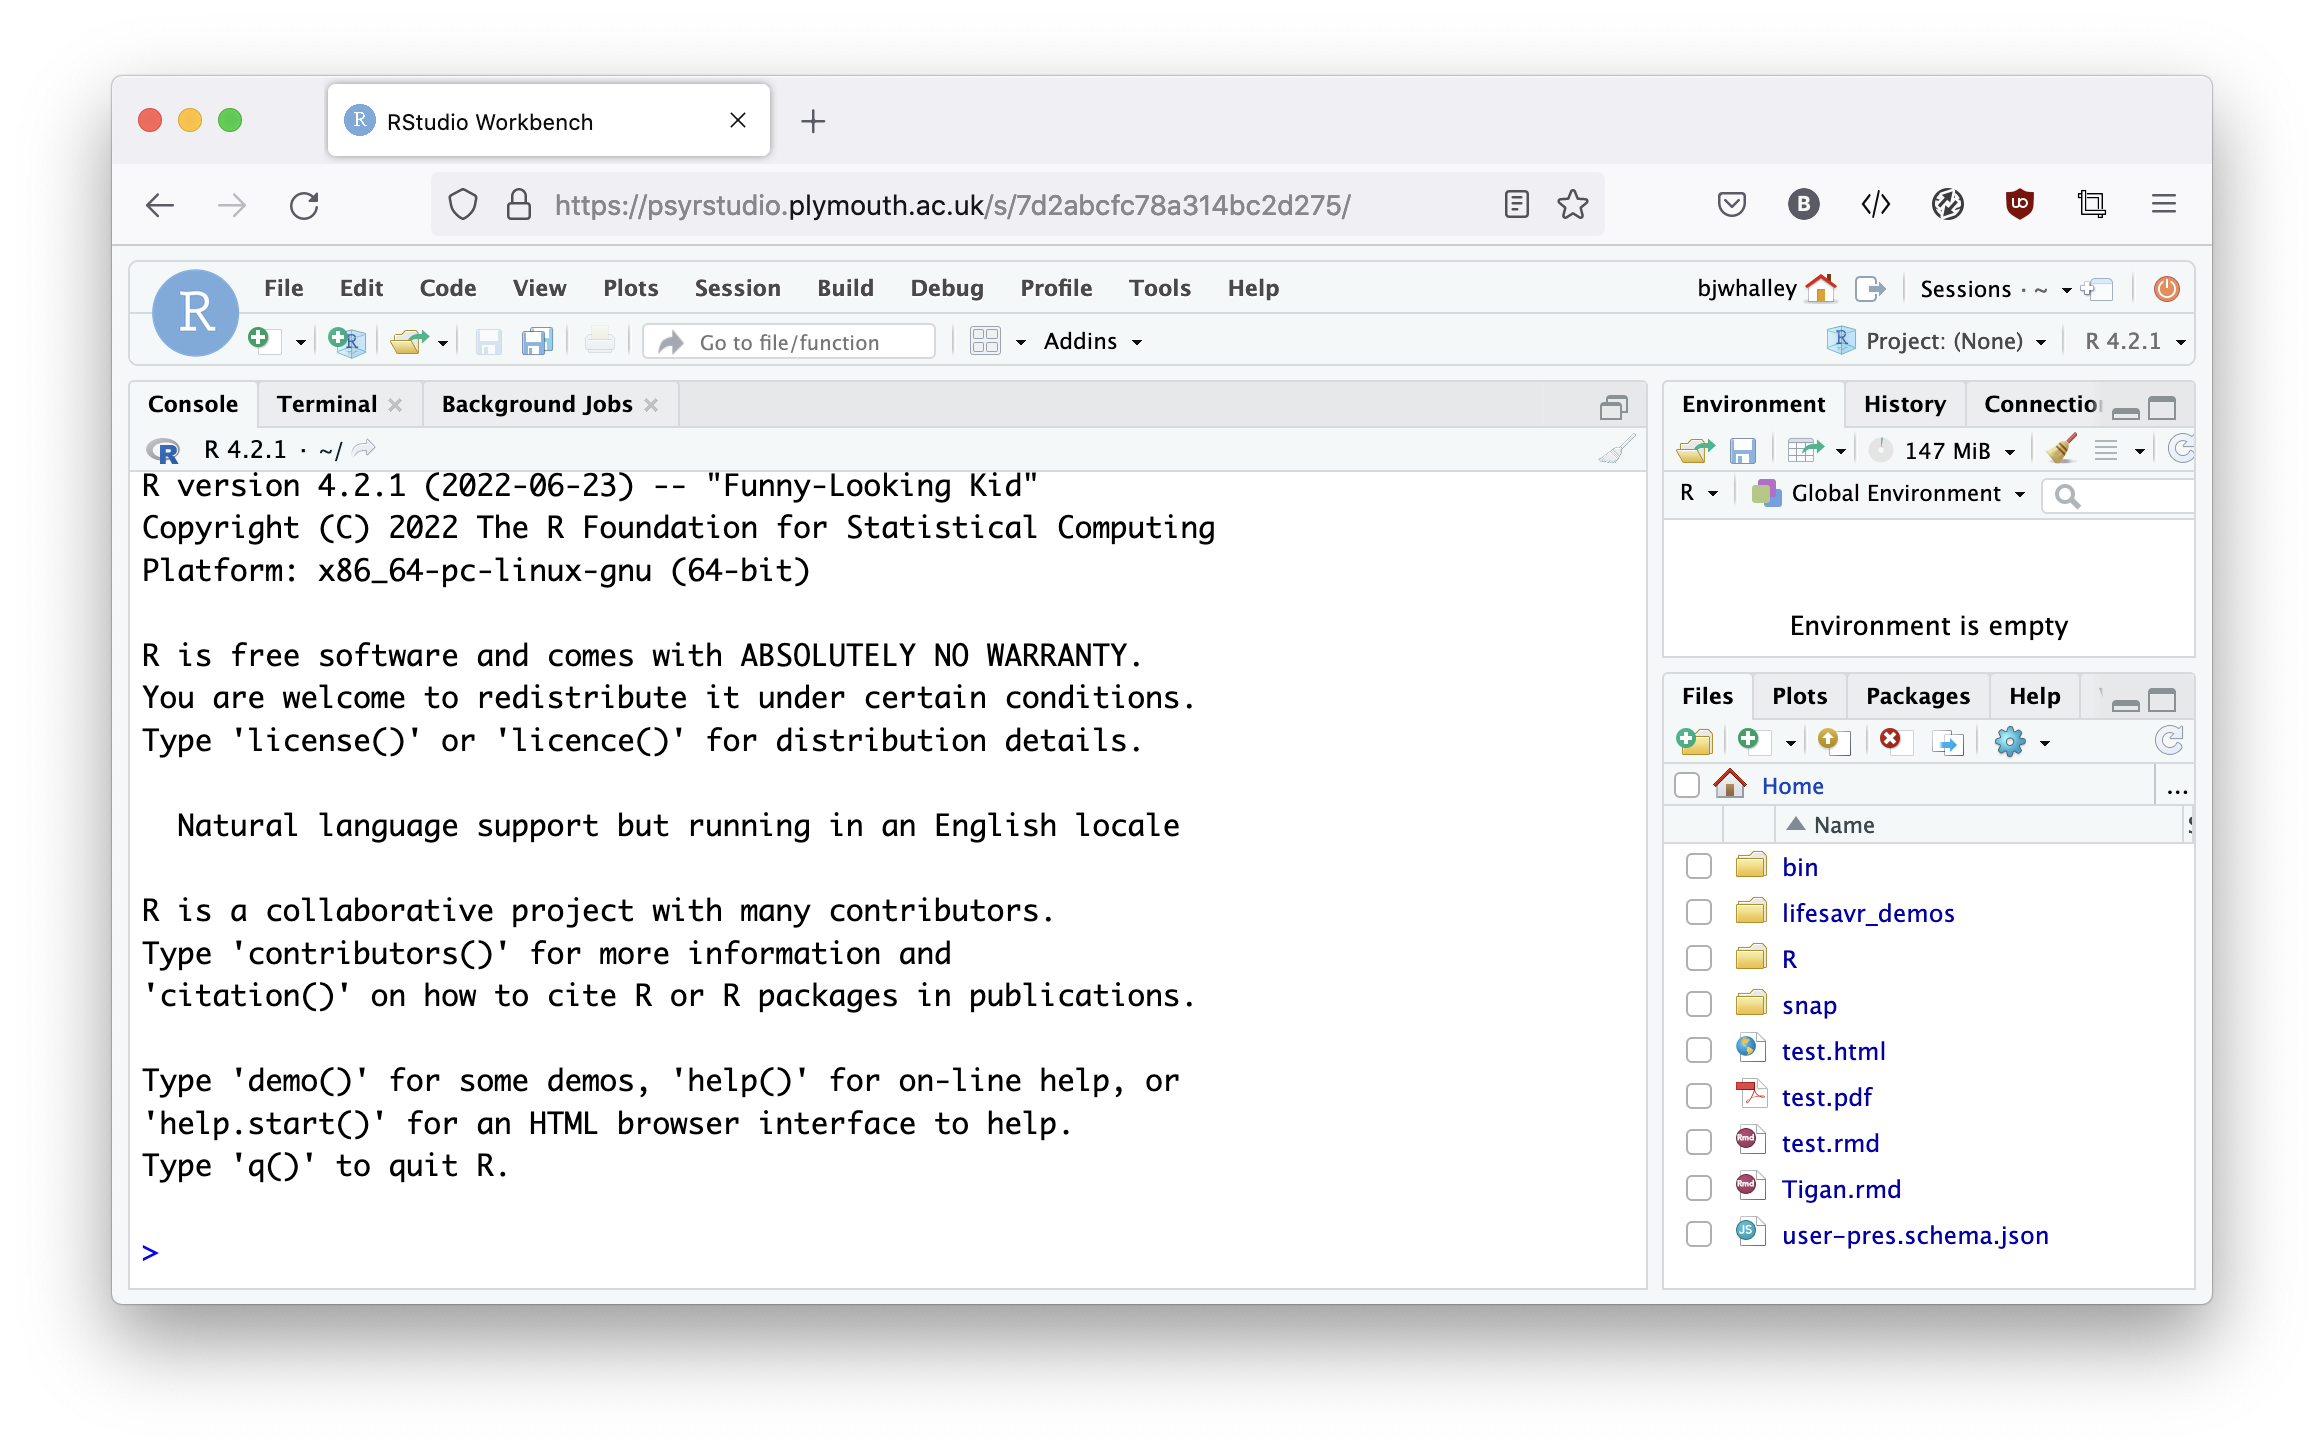 RStudio Workbench
https://psyrstudio.plymouth.ac.uk/s/7d2abcfc78a314bc2d275/
File Edit Code View Plots Session Build Debug Profile Tools Help
bjwhalley Sessions · ~
Go to file/function Addins
Project: (None) R 4.2.1
Console Terminal Background Jobs
R 4.2.1 · ~/
R version 4.2.1 (2022-06-23) -- "Funny-Looking Kid"
Copyright (C) 2022 The R Foundation for Statistical Computing
Platform: x86_64-pc-linux-gnu (64-bit)
R is free software and comes with ABSOLUTELY NO WARRANTY.
You are welcome to redistribute it under certain conditions.
Type 'license()' or 'licence()' for distribution details.
Natural language support but running in an English locale
R is a collaborative project with many contributors.
Type 'contributors()' for more information and
'citation()' on how to cite R or R packages in publications.
Type 'demo()' for some demos, 'help()' for on-line help, or
'help.start()' for an HTML browser interface to help.
Type 'q()' to quit R.
>
Environment History Connectio
147 MiB
R Global Environment
Environment is empty
Files Plots Packages Help
Home ...
Name
bin
lifesavr_demos
R
snap
test.html
test.pdf
test.rmd
Tigan.rmd
user-pres.schema.json